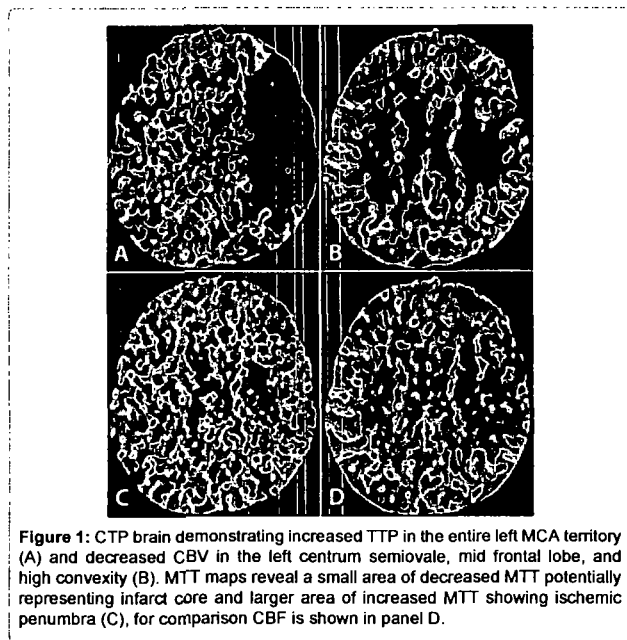 A
B
C
D
Figure 1: CTP brain demonstrating increased TTP in the entire left MCA territory
(A) and decreased CBV in the left centrum semiovale, mid frontal lobe, and
high convexity (B). MTT maps reveal a small area of decreased MTT potentially
representing infarct core and larger area of increased MTT showing ischemic
penumbra (C), for comparison CBF is shown in panel D.